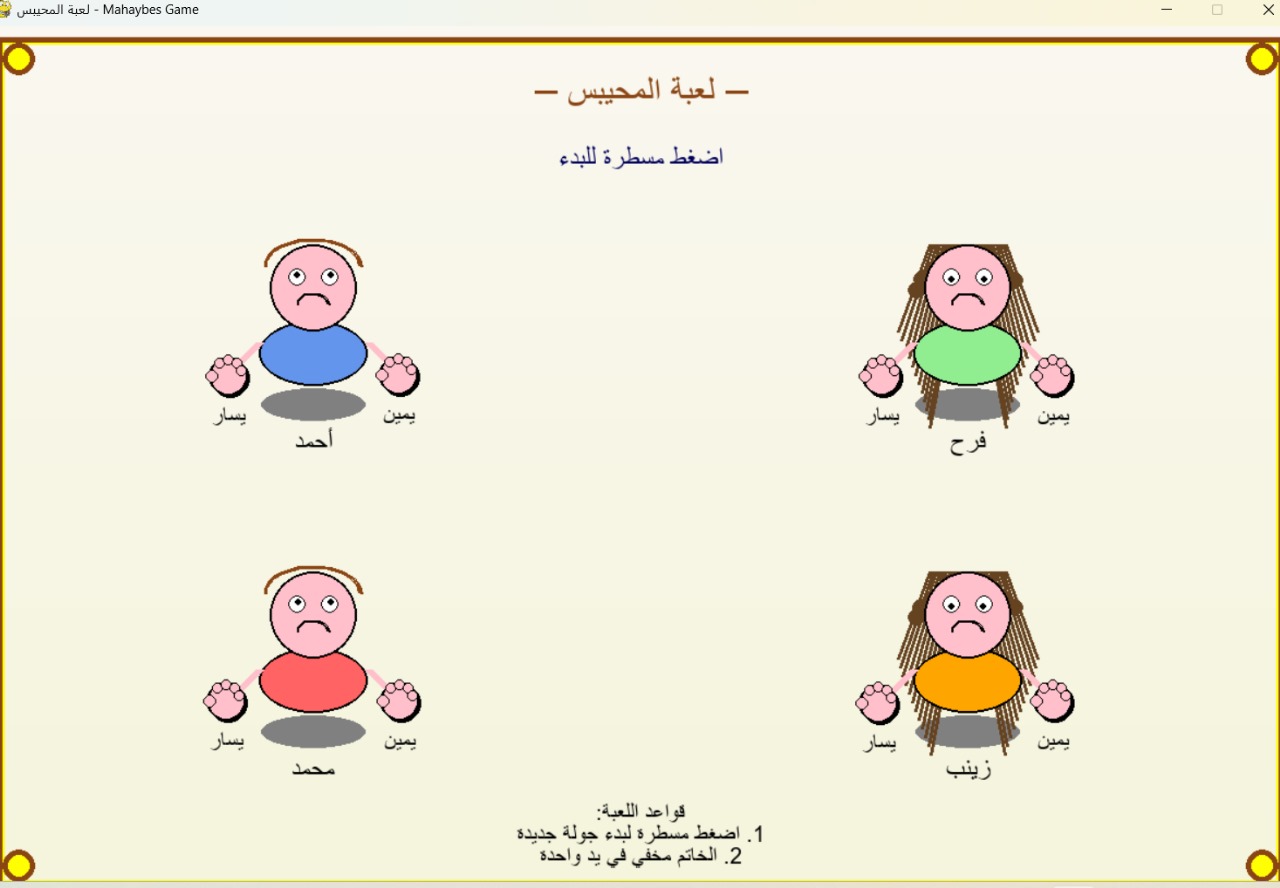 لعبة المحيبس - Mahaybes Game
— لعبة المحيبس —
اضغط مسطرة للبدء
يسار
يمين
أحمد
يسار
يمين
فرح
يسار
يمين
محمد
يسار
يمين
زينب
قواعد اللعبة:
1. اضغط مسطرة لبدء جولة جديدة
2. الخاتم مخفي في يد واحدة